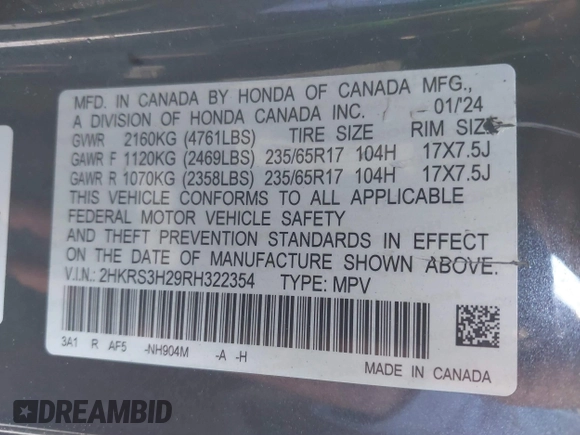 MFD. IN CANADA BY HONDA OF CANADA MFG.,
A DIVISION OF HONDA CANADA INC. 01/'24
GVWR 2160KG (4761LBS) TIRE SIZE RIM SIZE
GAWR F 1120KG (2469LBS) 235/65R17 104H 17X7.5J
GAWR R 1070KG (2358LBS) 235/65R17 104H 17X7.5J
THIS VEHICLE CONFORMS TO ALL APPLICABLE
FEDERAL MOTOR VEHICLE SAFETY
AND THEFT PREVENTION STANDARDS IN EFFECT
ON THE DATE OF MANUFACTURE SHOWN ABOVE.
V.I.N.: 2HKRS3H29RH322354 TYPE: MPV
3A1 R AF5 -NH904M -A -H
MADE IN CANADA
DREAMBID